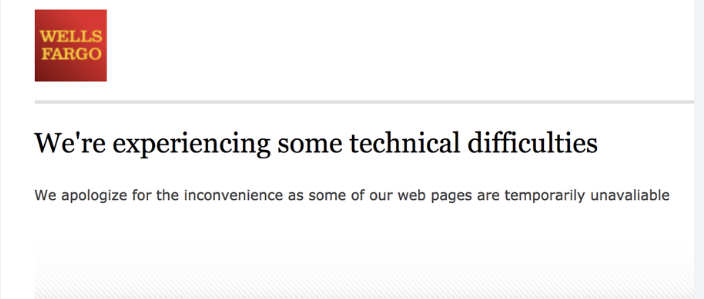 WELLS
FARGO
We're experiencing some technical difficulties
We apologize for the inconvenience as some of our web pages are temporarily unavaliable